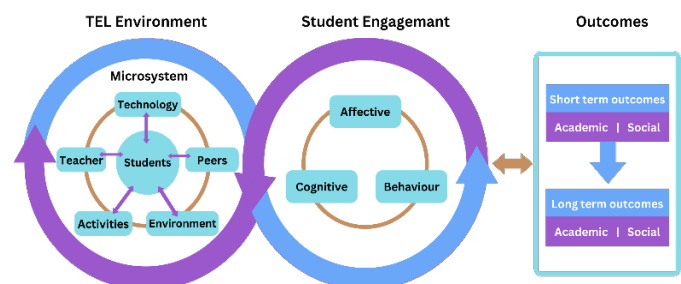 TEL Environment
Student Engagemant
Outcomes
Microsystem
Technology
Teacher
Students
Peers
Activities
Environment
Affective
Cognitive
Behaviour
Short term outcomes
Academic | Social
Long term outcomes
Academic | Social